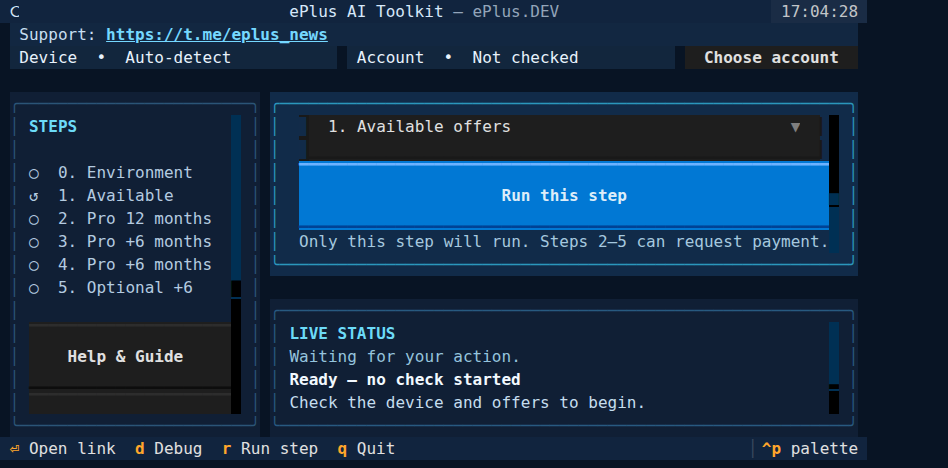 C ePlus AI Toolkit — ePlus.DEV 17:04:28
Support: https://t.me/eplus_news
Device • Auto-detect
Account • Not checked
Choose account
STEPS
○ 0. Environment
↺ 1. Available
○ 2. Pro 12 months
○ 3. Pro +6 months
○ 4. Pro +6 months
○ 5. Optional +6
Help & Guide
1. Available offers ▼
Run this step
Only this step will run. Steps 2–5 can request payment.
LIVE STATUS
Waiting for your action.
Ready — no check started
Check the device and offers to begin.
⏎ Open link d Debug r Run step q Quit ^p palette